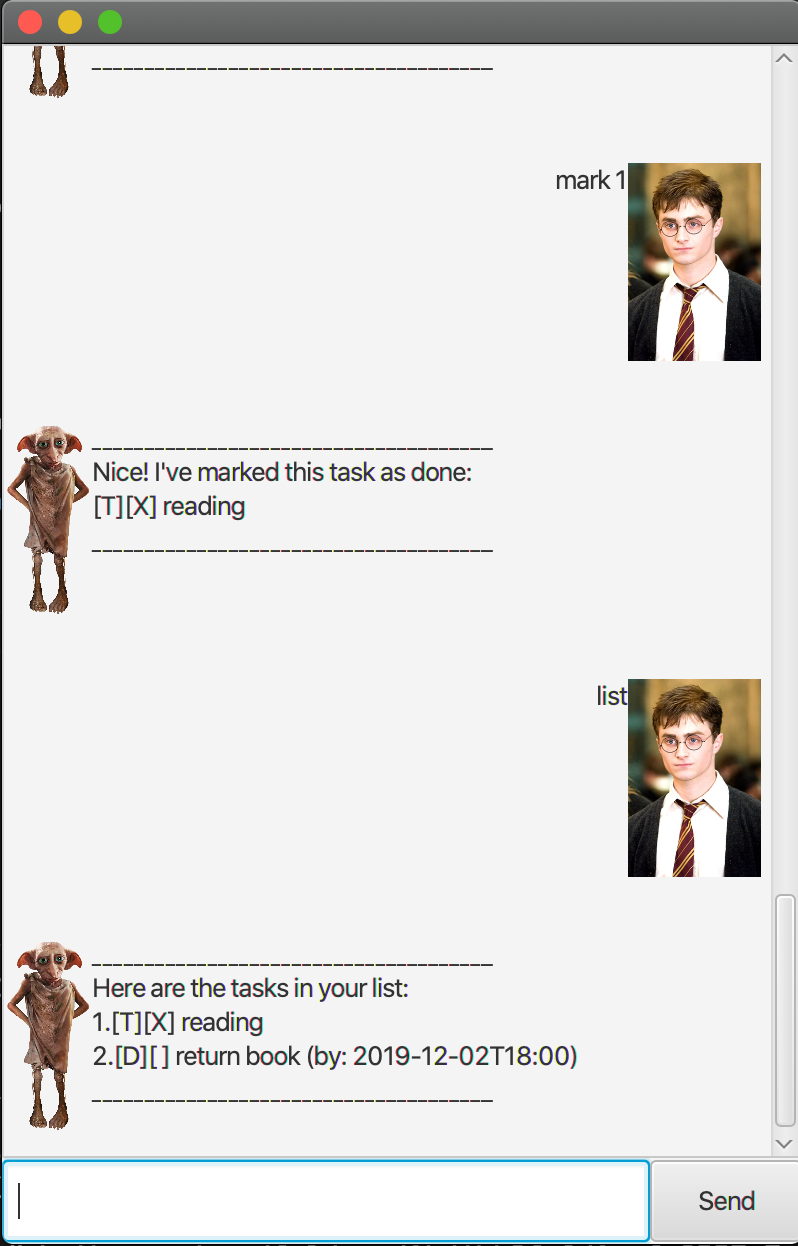 ____________________________________
mark 1
____________________________________
Nice! I've marked this task as done:
[T][X] reading
____________________________________
list
____________________________________
Here are the tasks in your list:
1.[T][X] reading
2.[D][ ] return book (by: 2019-12-02T18:00)
____________________________________
Send